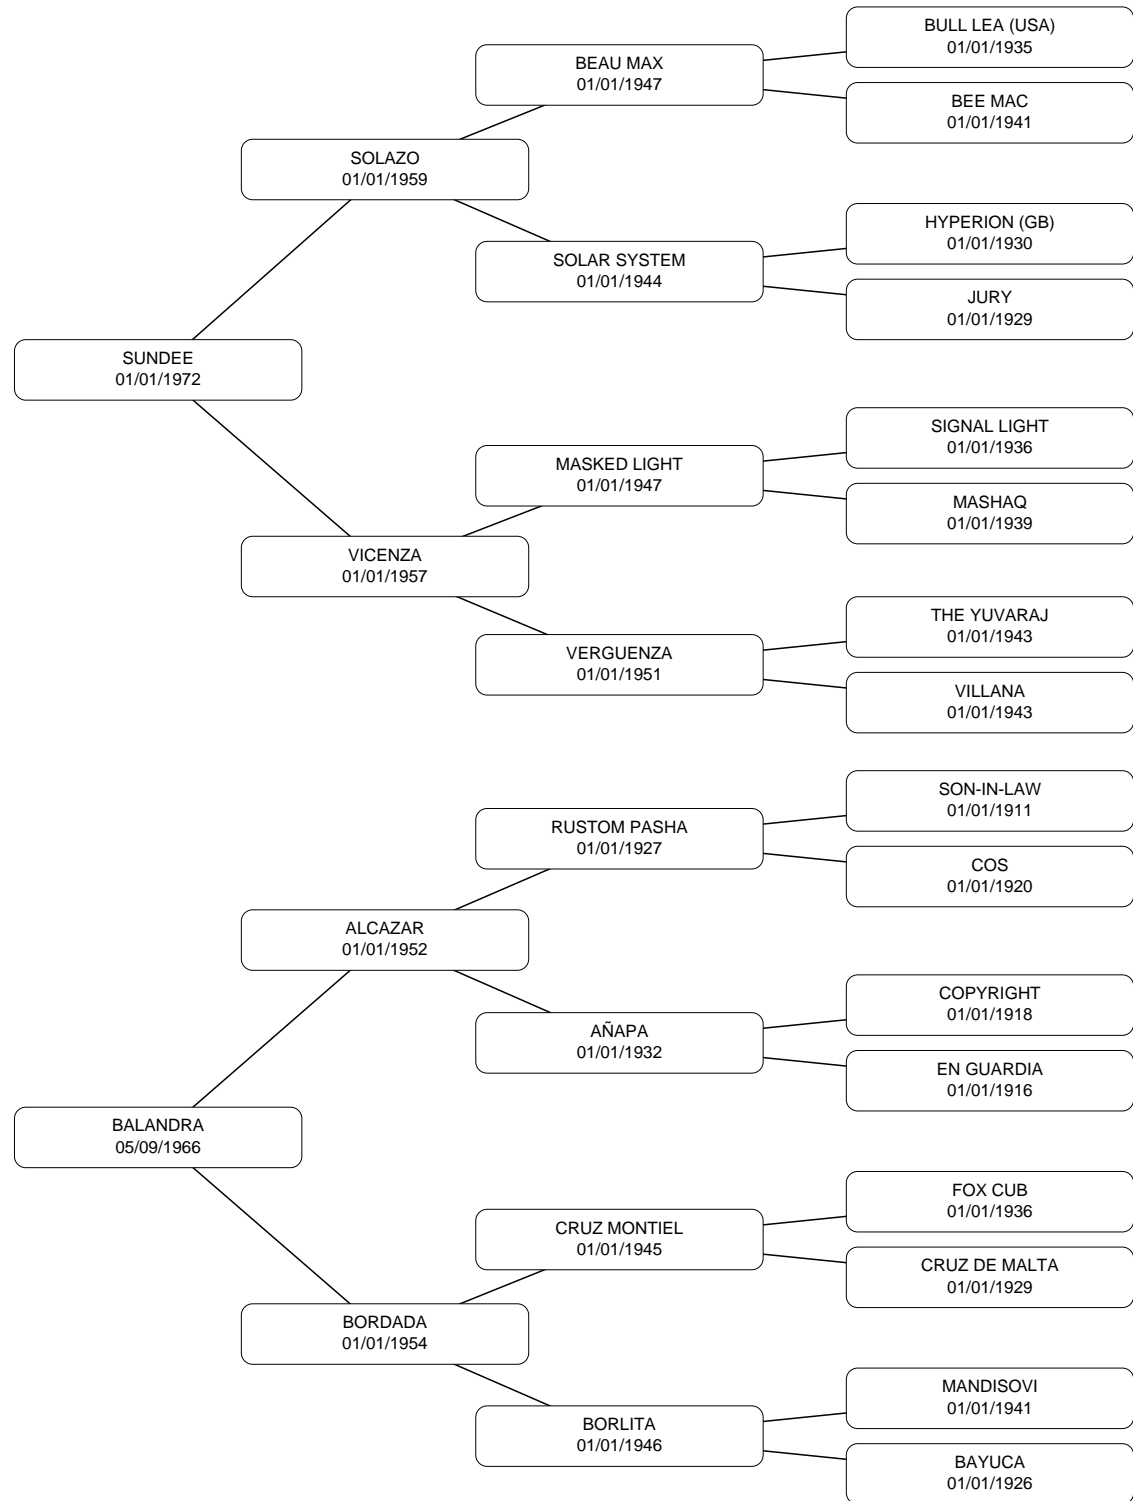 BULL LEA (USA)
01/01/1935
BEAU MAX
01/01/1947
BEE MAC
01/01/1941
SOLAZO
01/01/1959
HYPERION (GB)
01/01/1930
SOLAR SYSTEM
01/01/1944
JURY
01/01/1929
SUNDEE
01/01/1972
SIGNAL LIGHT
01/01/1936
MASKED LIGHT
01/01/1947
MASHAQ
01/01/1939
VICENZA
01/01/1957
THE YUVARAJ
01/01/1943
VERGUENZA
01/01/1951
VILLANA
01/01/1943
SON-IN-LAW
01/01/1911
RUSTOM PASHA
01/01/1927
COS
01/01/1920
ALCAZAR
01/01/1952
COPYRIGHT
01/01/1918
AÑAPA
01/01/1932
EN GUARDIA
01/01/1916
BALANDRA
05/09/1966
FOX CUB
01/01/1936
CRUZ MONTIEL
01/01/1945
CRUZ DE MALTA
01/01/1929
BORDADA
01/01/1954
MANDISOVI
01/01/1941
BORLITA
01/01/1946
BAYUCA
01/01/1926